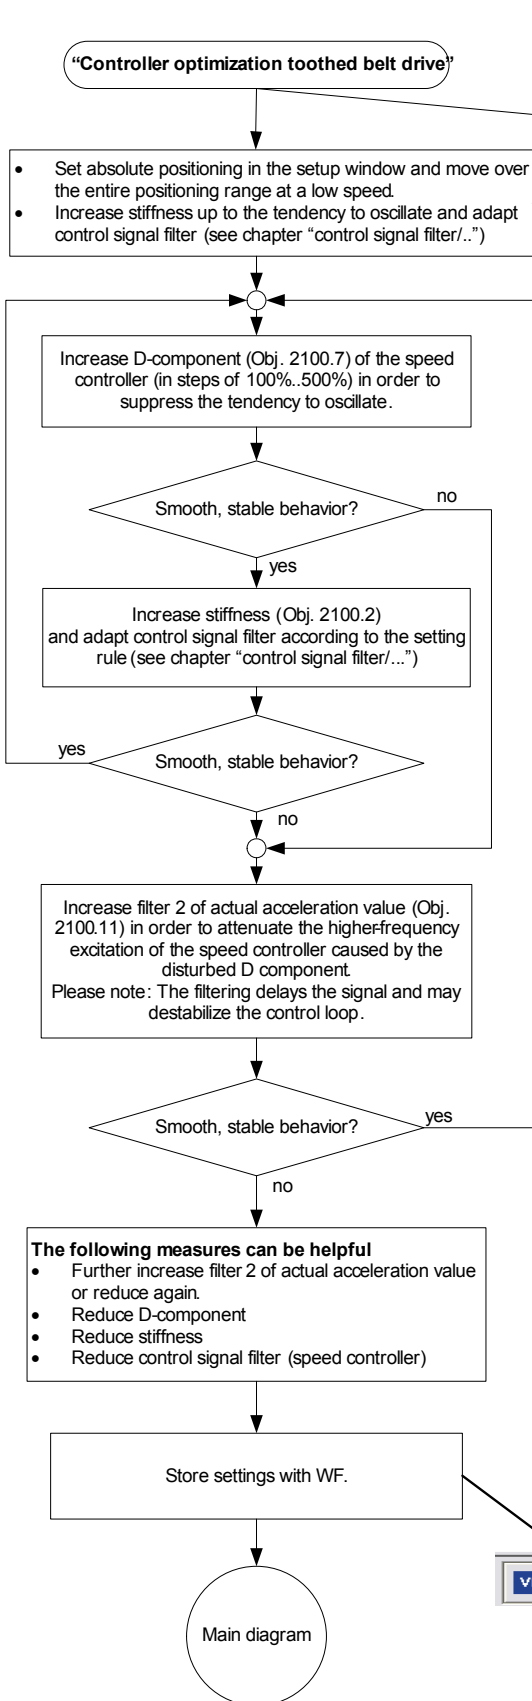 “Controller optimization toothed belt drive”
• Set absolute positioning in the setup window and move over
the entire positioning range at a low speed.
• Increase stiffness up to the tendency to oscillate and adapt
control signal filter (see chapter “control signal filter/..”)
Increase D-component (Obj. 2100.7) of the speed
controller (in steps of 100%..500%) in order to
suppress the tendency to oscillate.
Smooth, stable behavior?
no
yes
Increase stiffness (Obj. 2100.2)
and adapt control signal filter according to the setting
rule (see chapter “control signal filter/...”)
yes
Smooth, stable behavior?
no
Increase filter 2 of actual acceleration value (Obj.
2100.11) in order to attenuate the higher-frequency
excitation of the speed controller caused by the
disturbed D component.
Please note: The filtering delays the signal and may
destabilize the control loop.
Smooth, stable behavior?
yes
no
The following measures can be helpful
• Further increase filter 2 of actual acceleration value
or reduce again.
• Reduce D-component
• Reduce stiffness
• Reduce control signal filter (speed controller)
Store settings with WF.
Main diagram